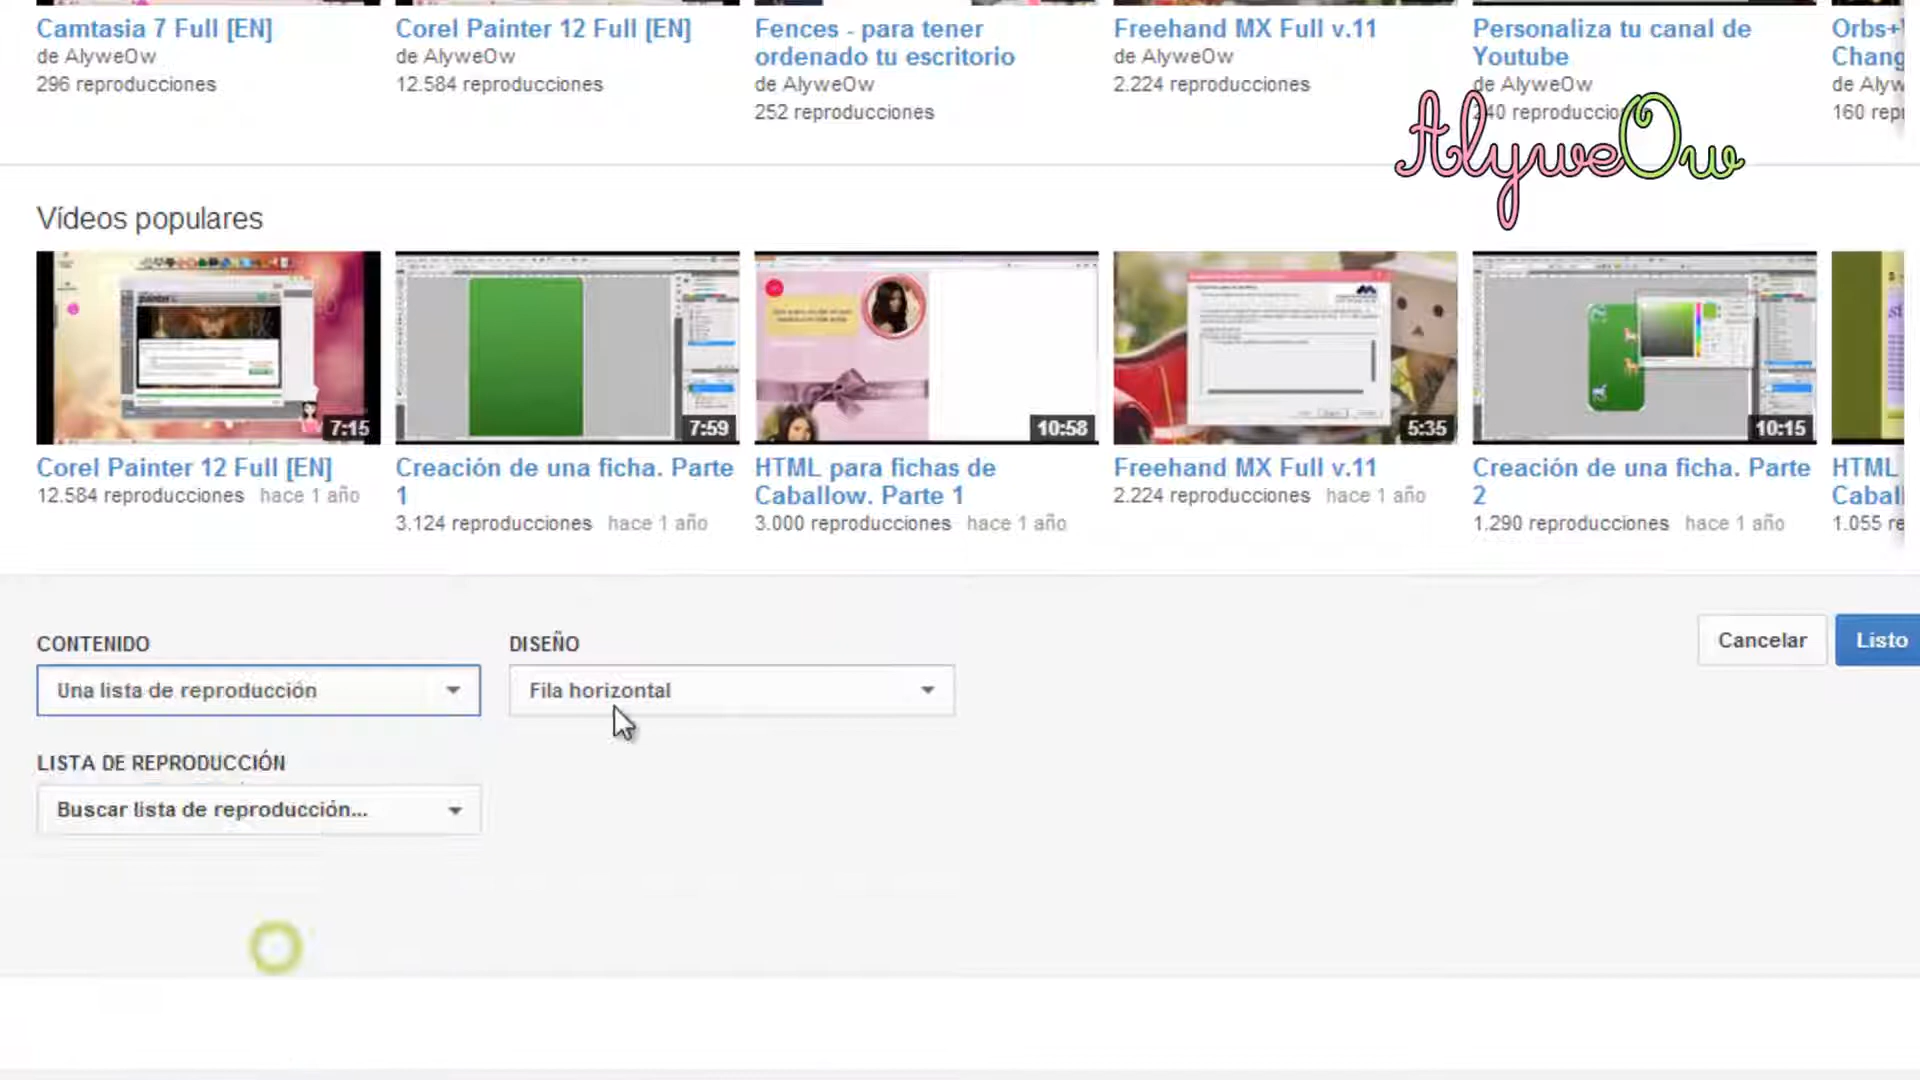 Camtasia 7 Full [EN]
de AlyweOw
296 reproducciones
Corel Painter 12 Full [EN]
de AlyweOw
12.584 reproducciones
Fences - para tener
ordenado tu escritorio
de AlyweOw
252 reproducciones
Freehand MX Full v.11
de AlyweOw
2.224 reproducciones
Personaliza tu canal de
Youtube
de AlyweOw
240 reproducciones
160
AlyweOw
Vídeos populares
7:15
7:59
10:58
5:35
10:15
Corel Painter 12 Full [EN]
12.584 reproducciones hace 1 año
Creación de una ficha. Parte
1
3.124 reproducciones hace 1 año
HTML para fichas de
Caballow. Parte 1
3.000 reproducciones hace 1 año
Freehand MX Full v.11
2.224 reproducciones hace 1 año
Creación de una ficha. Parte
2
1.290 reproducciones hace 1 año
HTML
1.055
CONTENIDO
Una lista de reproducción
DISEÑO
Fila horizontal
Cancelar
Listo
LISTA DE REPRODUCCIÓN
Buscar lista de reproducción...